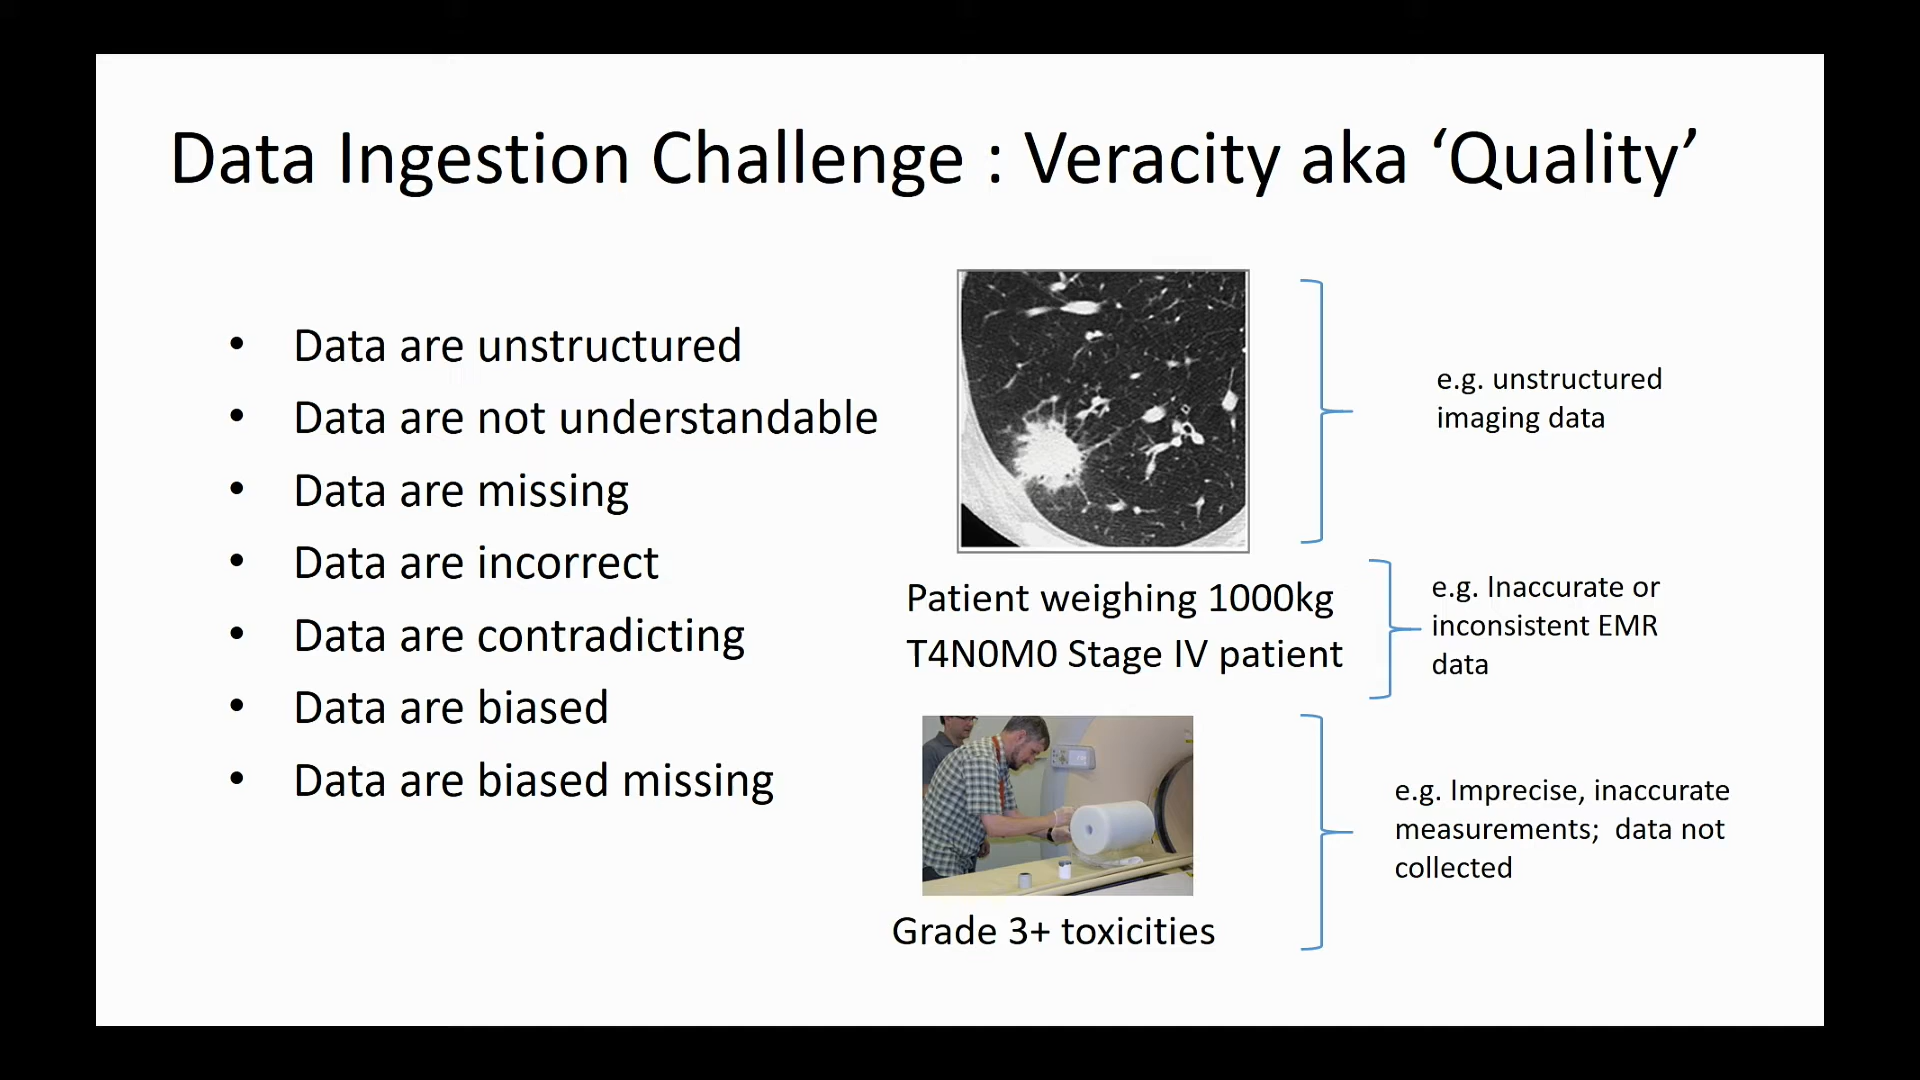 Data Ingestion Challenge : Veracity aka ‘Quality’
• Data are unstructured
• Data are not understandable
• Data are missing
• Data are incorrect
• Data are contradicting
• Data are biased
• Data are biased missing
e.g. unstructured
imaging data
Patient weighing 1000kg
T4N0M0 Stage IV patient
e.g. Inaccurate or
inconsistent EMR
data
e.g. Imprecise, inaccurate
measurements;  data not
collected
Grade 3+ toxicities